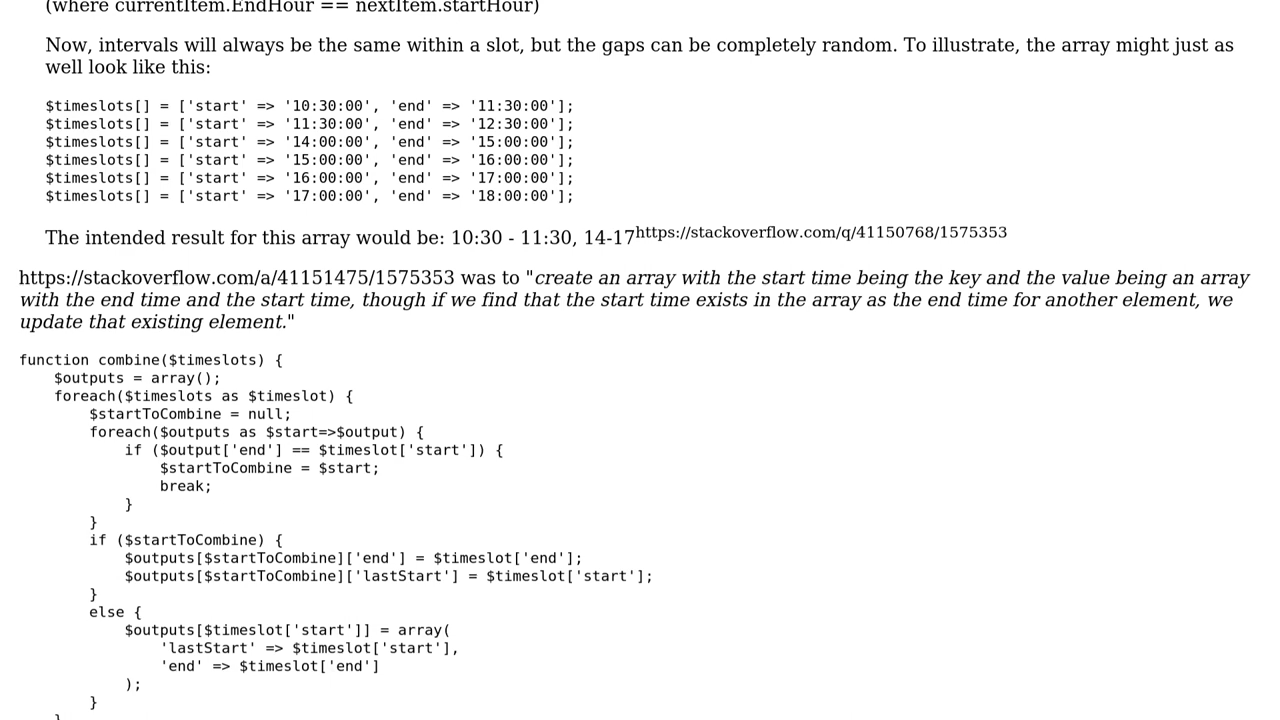 (where currentItem.EndHour == nextItem.startHour)
Now, intervals will always be the same within a slot, but the gaps can be completely random. To illustrate, the array might just as
well look like this:
$timeslots[] = ['start' => '10:30:00', 'end' => '11:30:00'];
$timeslots[] = ['start' => '11:30:00', 'end' => '12:30:00'];
$timeslots[] = ['start' => '14:00:00', 'end' => '15:00:00'];
$timeslots[] = ['start' => '15:00:00', 'end' => '16:00:00'];
$timeslots[] = ['start' => '16:00:00', 'end' => '17:00:00'];
$timeslots[] = ['start' => '17:00:00', 'end' => '18:00:00'];
The intended result for this array would be: 10:30 - 11:30, 14-17https://stackoverflow.com/q/41150768/1575353
https://stackoverflow.com/a/41151475/1575353 was to "create an array with the start time being the key and the value being an array
with the end time and the start time, though if we find that the start time exists in the array as the end time for another element, we
update that existing element."
function combine($timeslots) {
    $outputs = array();
    foreach($timeslots as $timeslot) {
        $startToCombine = null;
        foreach($outputs as $start=>$output) {
            if ($output['end'] == $timeslot['start']) {
                $startToCombine = $start;
                break;
            }
        }
        if ($startToCombine) {
            $outputs[$startToCombine]['end'] = $timeslot['end'];
            $outputs[$startToCombine]['lastStart'] = $timeslot['start'];
        }
        else {
            $outputs[$timeslot['start']] = array(
                'lastStart' => $timeslot['start'],
                'end' => $timeslot['end']
            );
        }
    }